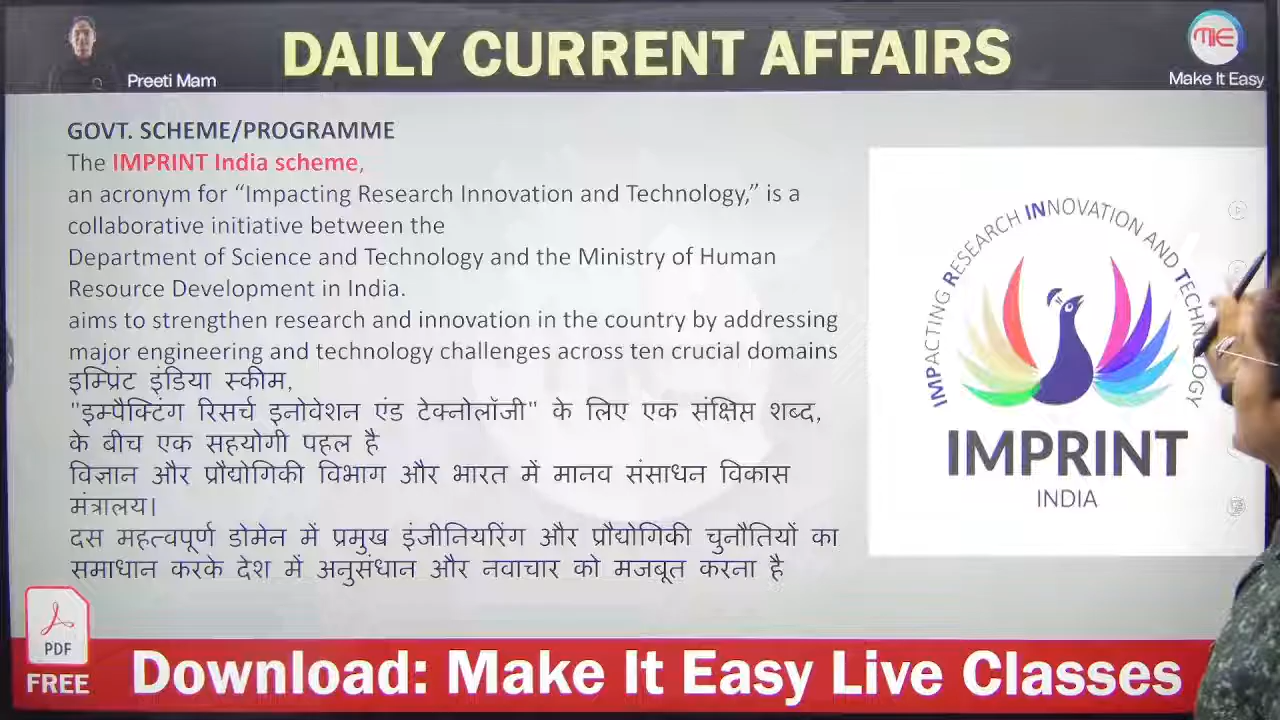 DAILY CURRENT AFFAIRS
Preeti Mam
MIE
Make It Easy
GOVT. SCHEME/PROGRAMME
The IMPRINT India scheme,
an acronym for “Impacting Research Innovation and Technology,” is a
collaborative initiative between the
Department of Science and Technology and the Ministry of Human
Resource Development in India.
aims to strengthen research and innovation in the country by addressing
major engineering and technology challenges across ten crucial domains
इम्प्रिंट इंडिया स्कीम,
"इम्पैक्टिंग रिसर्च इनोवेशन एंड टेक्नोलॉजी" के लिए एक संक्षिप्त शब्द,
के बीच एक सहयोगी पहल है
विज्ञान और प्रौद्योगिकी विभाग और भारत में मानव संसाधन विकास
मंत्रालय।
दस महत्वपूर्ण डोमेन में प्रमुख इंजीनियरिंग और प्रौद्योगिकी चुनौतियों का
समाधान करके देश में अनुसंधान और नवाचार को मजबूत करना है
IMPACTING RESEARCH INNOVATION AND TECHNOLOGY
IMPRINT
INDIA
PDF
FREE
Download: Make It Easy Live Classes